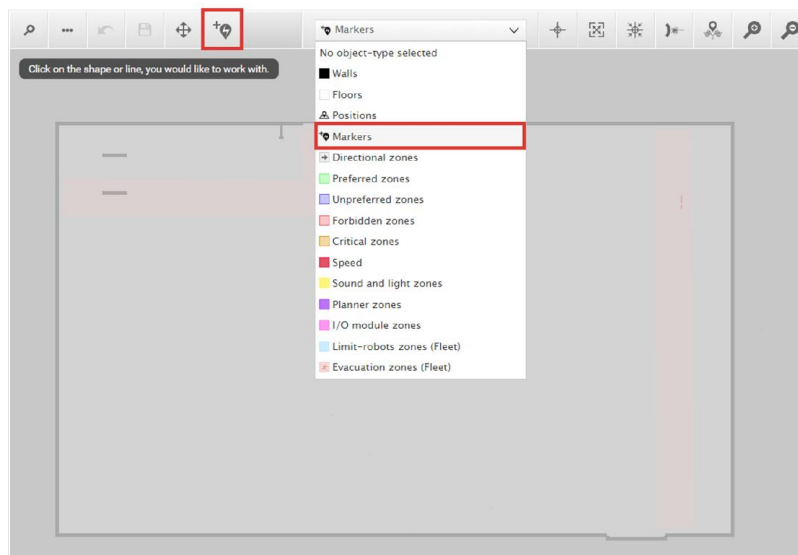 Markers
No object-type selected
Click on the shape or line, you would like to work with.
Walls
Floors
Positions
Markers
Directional zones
Preferred zones
Unpreferred zones
Forbidden zones
Critical zones
Speed
Sound and light zones
Planner zones
I/O module zones
Limit-robots zones (Fleet)
Evacuation zones (Fleet)